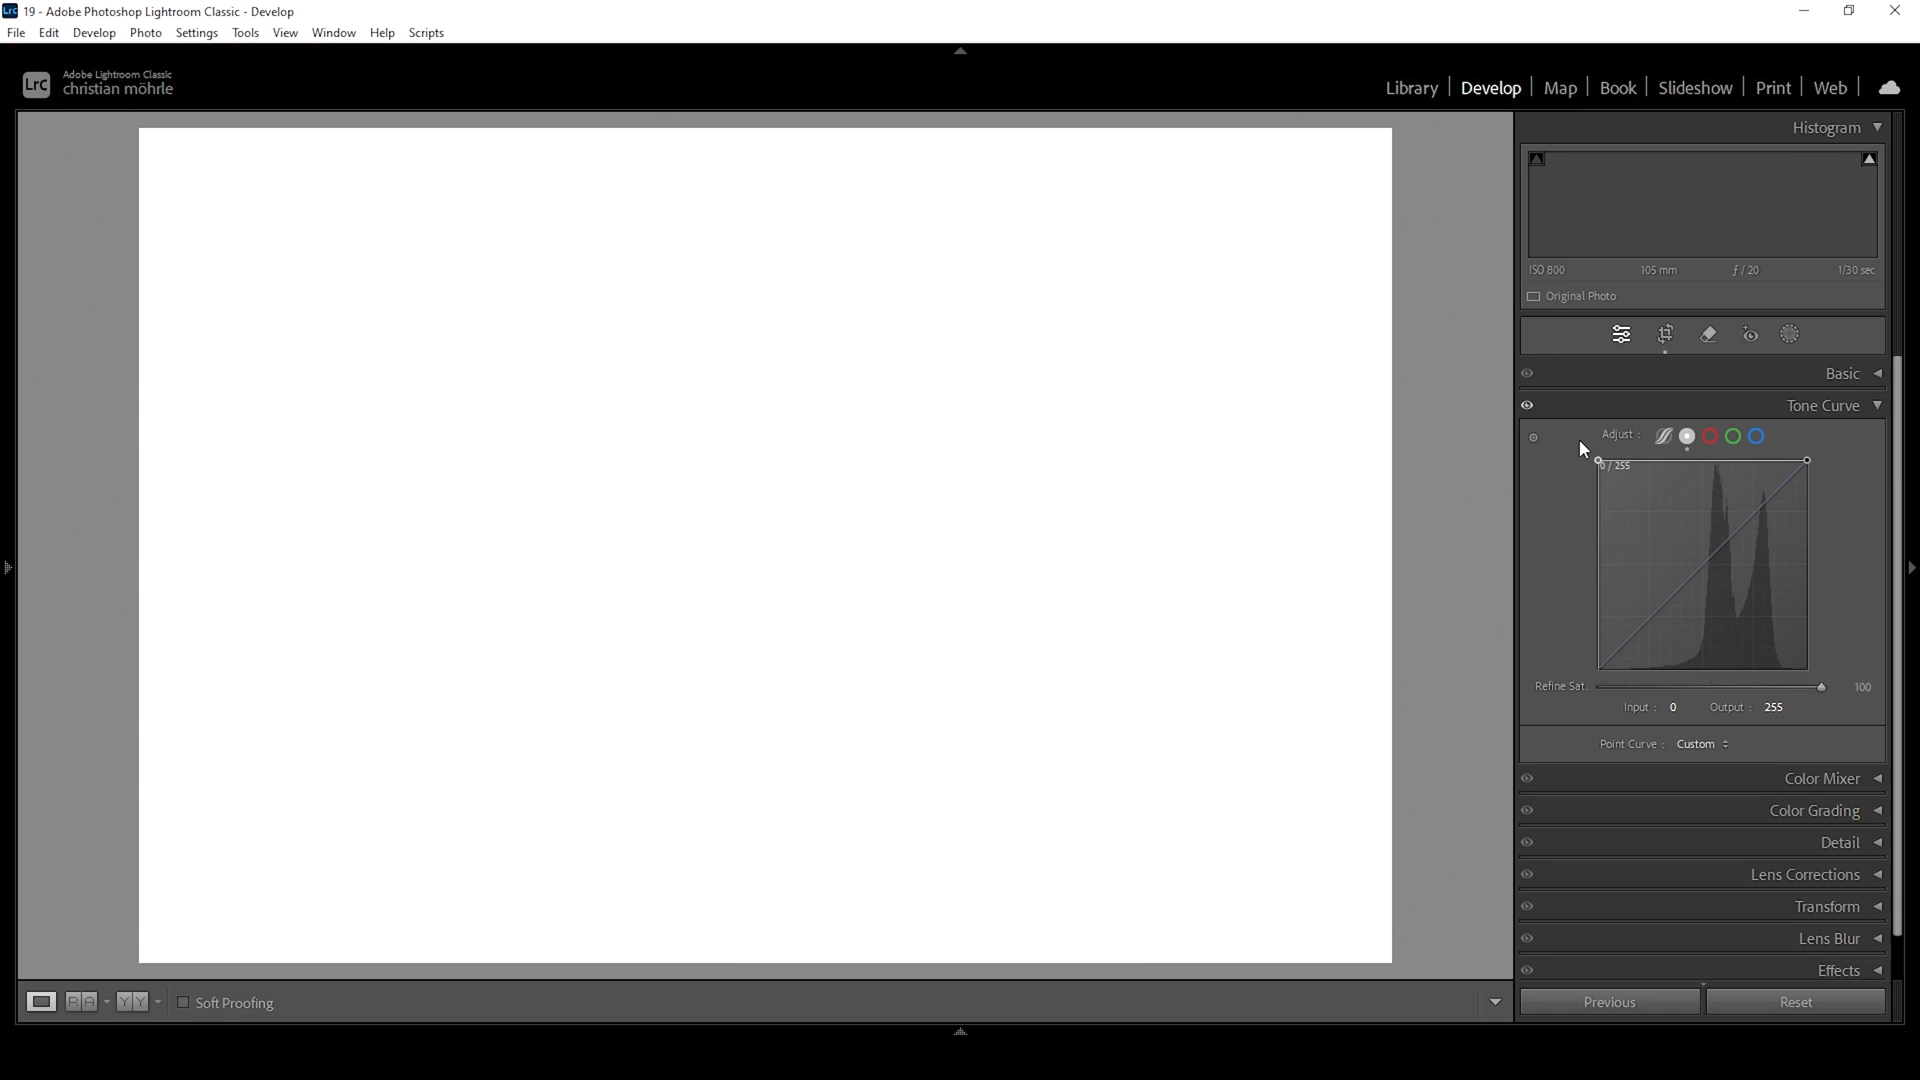 19 - Adobe Photoshop Lightroom Classic - Develop
File Edit Develop Photo Settings Tools View Window Help Scripts
Lrc
Adobe Lightroom Classic
christian möhrle
Library Develop Map Book Slideshow Print Web
Histogram
ISO 800 105 mm ƒ / 20 1/30 sec
Original Photo
Basic
Tone Curve
Adjust :
0 / 255
Refine Sat. 100
Input : 0 Output : 255
Point Curve : Custom
Color Mixer
Color Grading
Detail
Lens Corrections
Transform
Lens Blur
Effects
R A Y Y Soft Proofing
Previous Reset